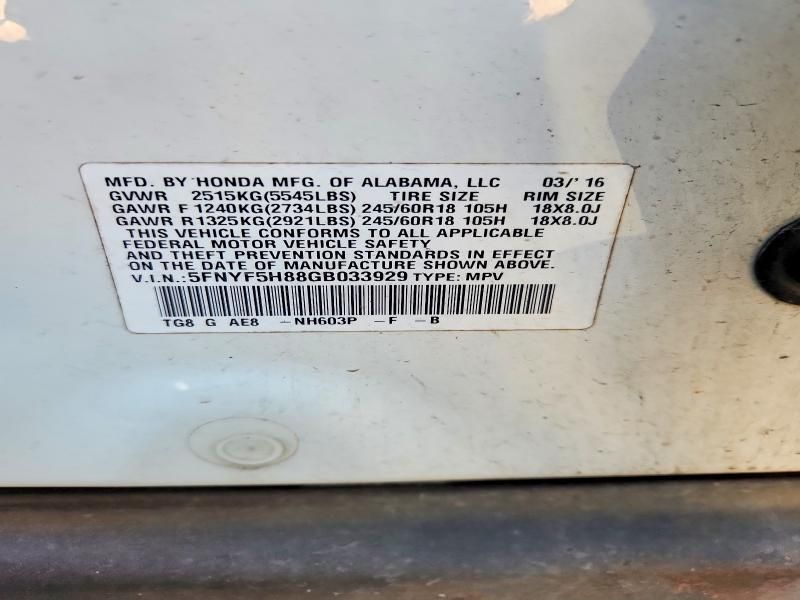 MFD. BY HONDA MFG. OF ALABAMA, LLC 03/'16
GVWR 2515KG(5545LBS) TIRE SIZE RIM SIZE
GAWR F1240KG(2734LBS) 245/60R18 105H 18X8.0J
GAWR R1325KG(2921LBS) 245/60R18 105H 18X8.0J
THIS VEHICLE CONFORMS TO ALL APPLICABLE
FEDERAL MOTOR VEHICLE SAFETY
AND THEFT PREVENTION STANDARDS IN EFFECT
ON THE DATE OF MANUFACTURE SHOWN ABOVE.
V.I.N.: 5FNYF5H88GB033929 TYPE: MPV
TG8 G AE8 -NH603P -F -B